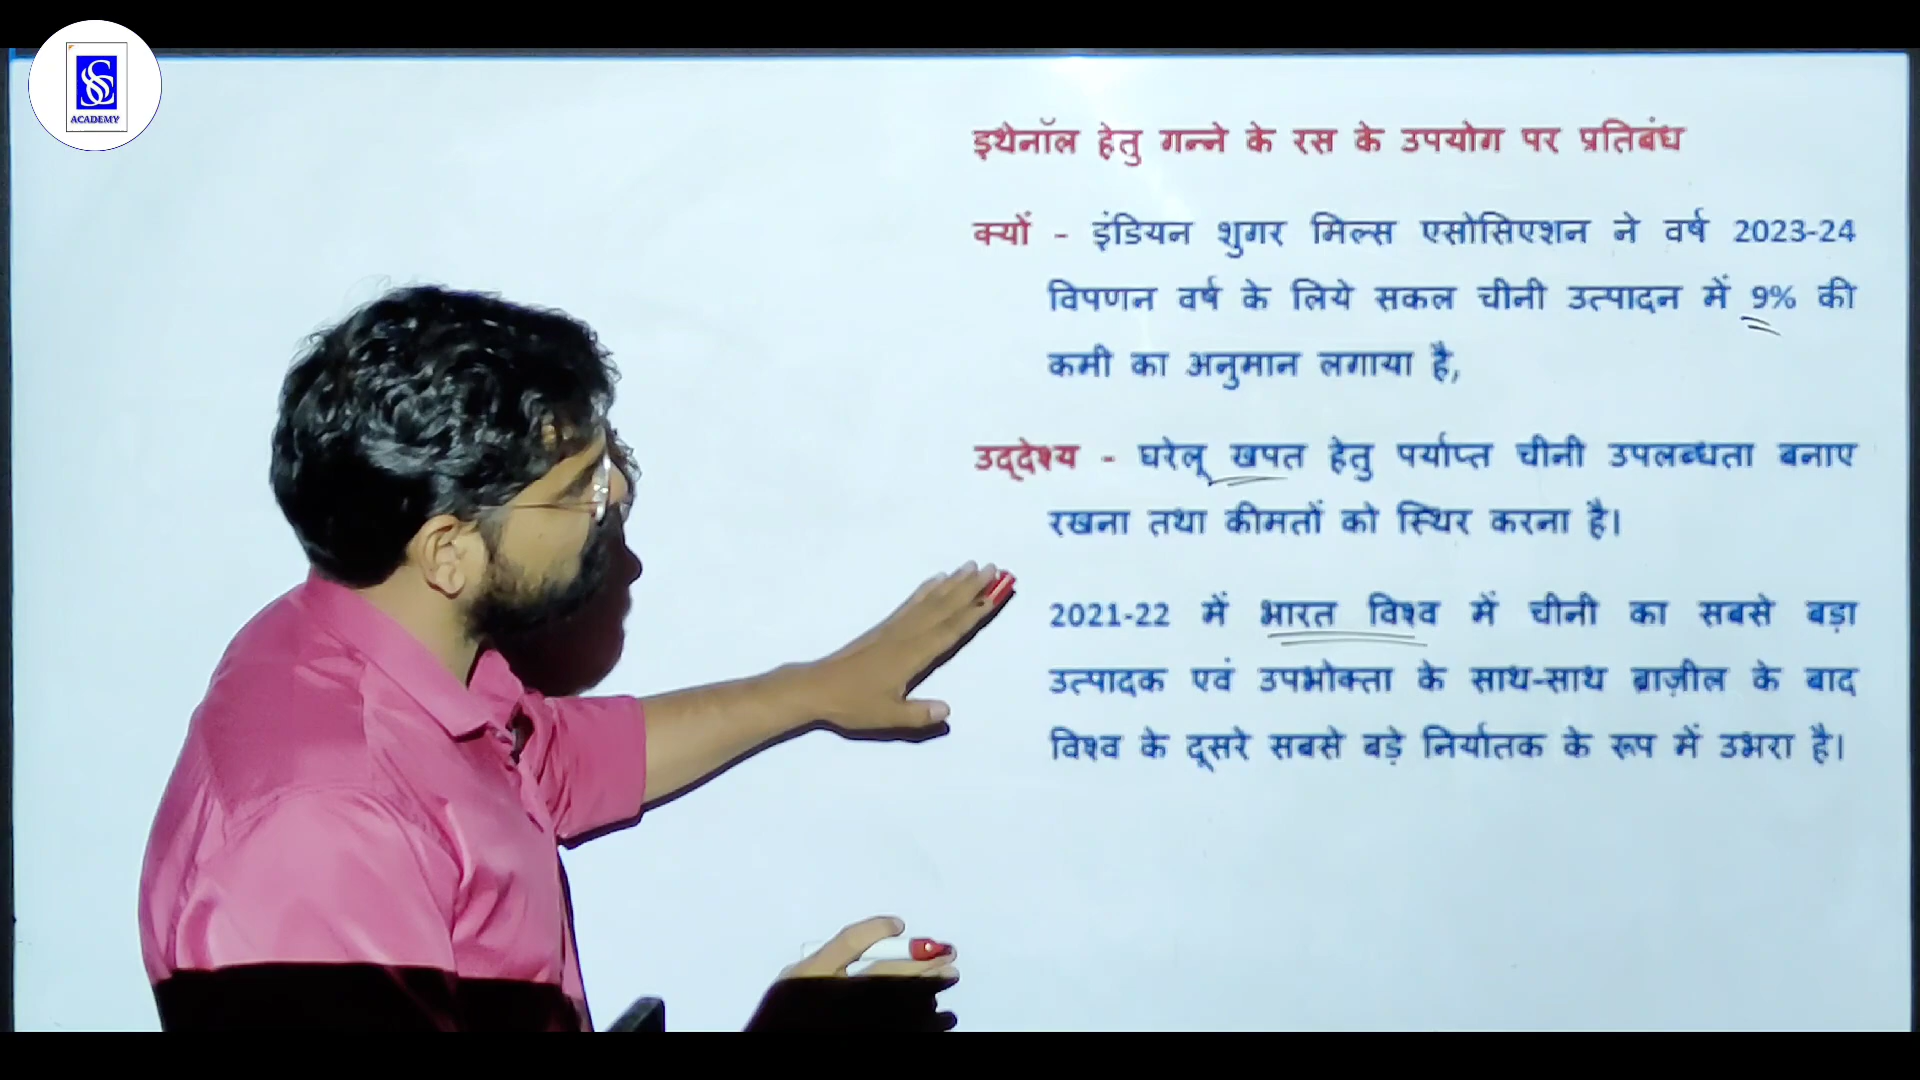 SSC
ACADEMY
इथेनॉल हेतु गन्ने के रस के उपयोग पर प्रतिबंध
क्यों - इंडियन शुगर मिल्स एसोसिएशन ने वर्ष 2023-24
विपणन वर्ष के लिये सकल चीनी उत्पादन में 9% की
कमी का अनुमान लगाया है,
उद्देश्य - घरेलू खपत हेतु पर्याप्त चीनी उपलब्धता बनाए
रखना तथा कीमतों को स्थिर करना है।
2021-22 में भारत विश्व में चीनी का सबसे बड़ा
उत्पादक एवं उपभोक्ता के साथ-साथ ब्राज़ील के बाद
विश्व के दूसरे सबसे बड़े निर्यातक के रूप में उभरा है।